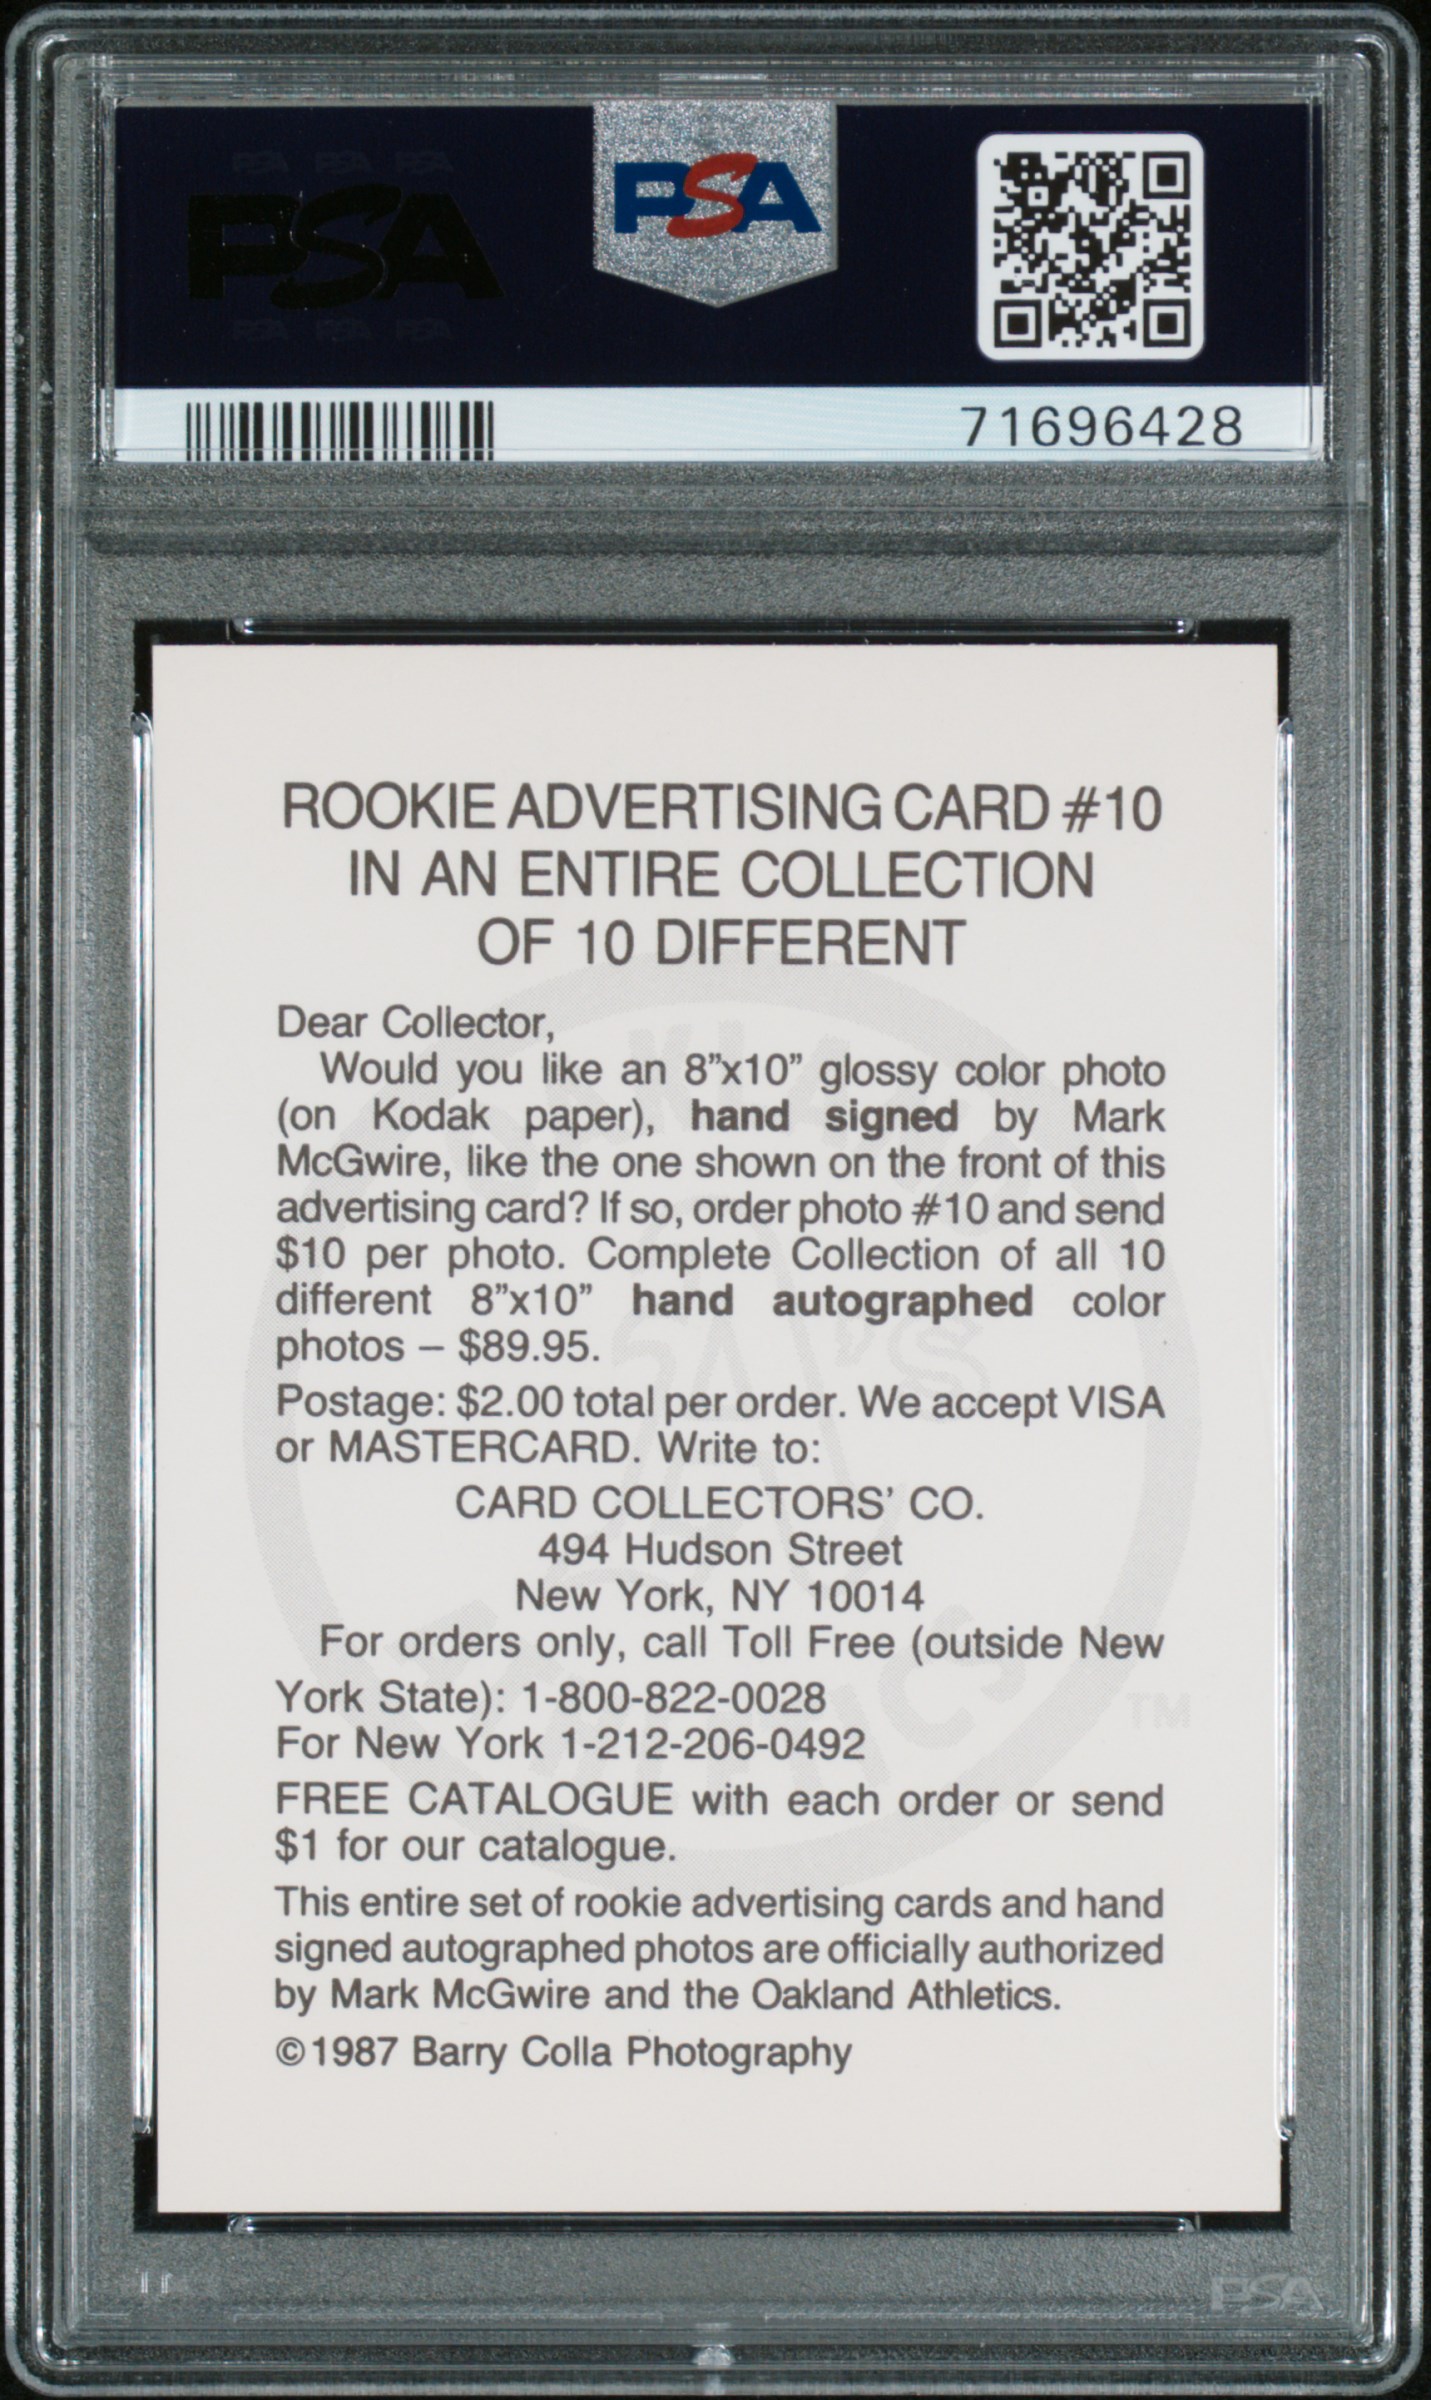 PSA PSA PSA
PSA
PSA PSA PSA
PSA
71696428
ROOKIE ADVERTISING CARD #10
IN AN ENTIRE COLLECTION
OF 10 DIFFERENT
Dear Collector,
Would you like an 8”x10” glossy color photo
(on Kodak paper), hand signed by Mark
McGwire, like the one shown on the front of this
advertising card? If so, order photo #10 and send
$10 per photo. Complete Collection of all 10
different 8”x10” hand autographed color
photos – $89.95.
Postage: $2.00 total per order. We accept VISA
or MASTERCARD. Write to:
CARD COLLECTORS’ CO.
494 Hudson Street
New York, NY 10014
For orders only, call Toll Free (outside New
York State): 1-800-822-0028
For New York 1-212-206-0492
TM
FREE CATALOGUE with each order or send
$1 for our catalogue.
This entire set of rookie advertising cards and hand
signed autographed photos are officially authorized
by Mark McGwire and the Oakland Athletics.
©1987 Barry Colla Photography
PSA